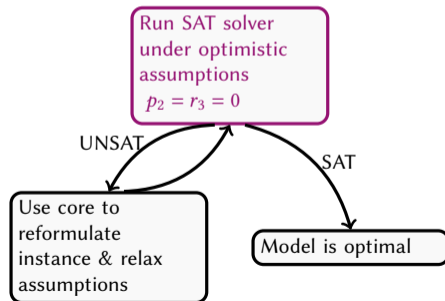 Run SAT solver
under optimistic
assumptions
p₂ = r₃ = 0
UNSAT
SAT
Use core to
reformulate
instance & relax
assumptions
Model is optimal